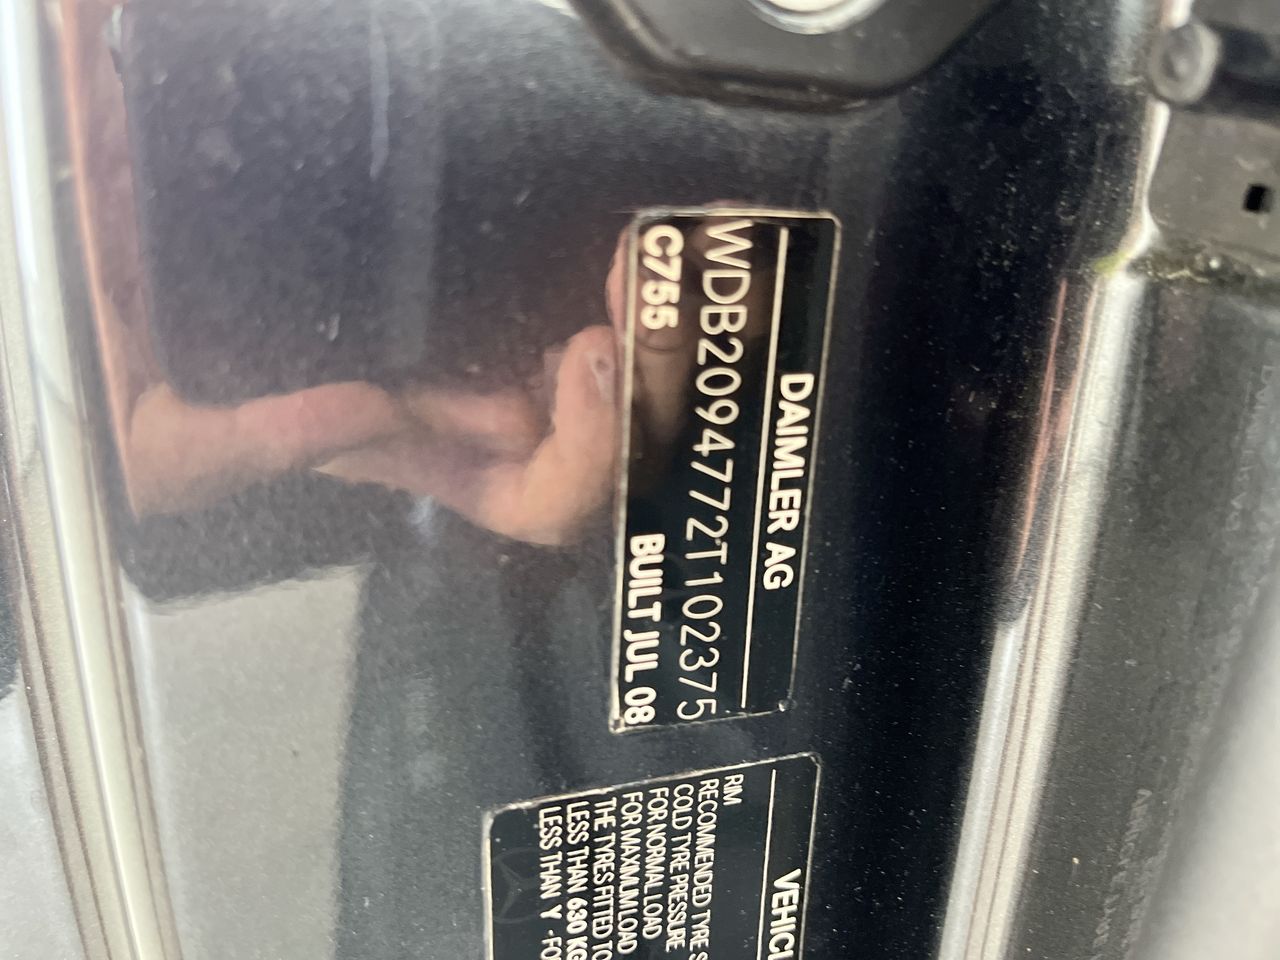 DAIMLER AG
WDB2094772T102375
C755 BUILT JUL 08
VEHICL
RIM
RECOMMENDED TYRE S
COLD TYRE PRESSURE
FOR NORMAL LOAD
FOR MAXIMUM LOAD
THE TYRES FITTED TO
LESS THAN 630 KG
LESS THAN Y - FO